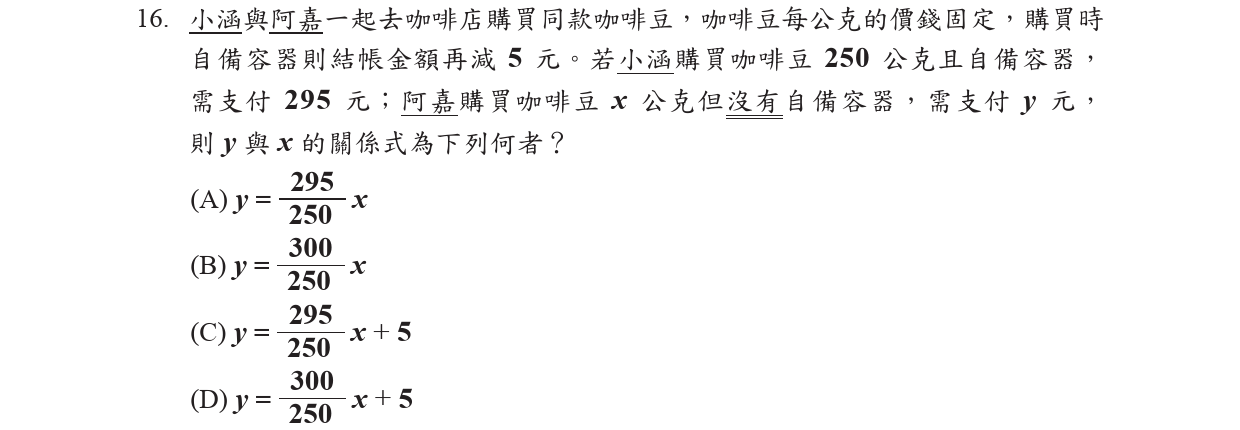 16. 小涵與阿嘉一起去咖啡店購買同款咖啡豆，咖啡豆每公克的價錢固定，購買時
自備容器則結帳金額再減 5 元。若小涵購買咖啡豆 250 公克且自備容器，
需支付 295 元；阿嘉購買咖啡豆 x 公克但沒有自備容器，需支付 y 元，
則 y 與 x 的關係式為下列何者？
(A) y = 295/250 x
(B) y = 300/250 x
(C) y = 295/250 x + 5
(D) y = 300/250 x + 5